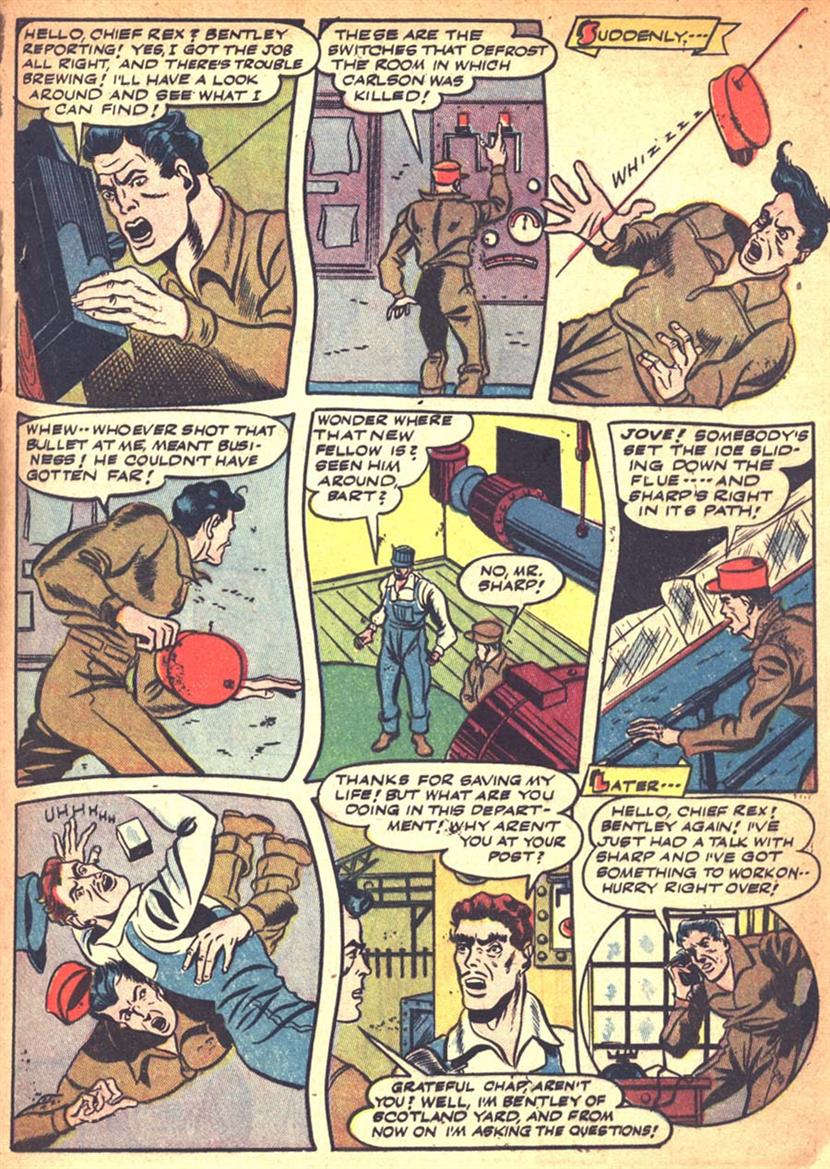 HELLO, CHIEF REX? BENTLEY
REPORTING! YES, I GOT THE JOB
ALL RIGHT, AND THERE'S TROUBLE
BREWING! I'LL HAVE A LOOK
AROUND AND SEE WHAT I
CAN FIND!
THESE ARE THE
SWITCHES THAT DEFROST
THE ROOM IN WHICH
CARLSON WAS
KILLED!
SUDDENLY,---
WHIZZZZ
WHEW-- WHOEVER SHOT THAT
BULLET AT ME, MEANT BUSI-
NESS! HE COULDN'T HAVE
GOTTEN FAR!
WONDER WHERE
THAT NEW
FELLOW IS?
SEEN HIM
AROUND,
BART?
NO, MR.
SHARP!
JOVE! SOMEBODY'S
SET THE ICE SLID-
ING DOWN THE
FLUE----AND
SHARP'S RIGHT
IN ITS PATH!
UHHHHH
THANKS FOR SAVING MY
LIFE! BUT WHAT ARE YOU
DOING IN THIS DEPART-
MENT! WHY AREN'T
YOU AT YOUR
POST?
GRATEFUL CHAP, AREN'T
YOU? WELL, I'M BENTLEY OF
SCOTLAND YARD, AND FROM
NOW ON I'M ASKING THE QUESTIONS!
LATER---
HELLO, CHIEF REX!
BENTLEY AGAIN! I'VE
JUST HAD A TALK WITH
SHARP AND I'VE GOT
SOMETHING TO WORK ON--
HURRY RIGHT OVER!